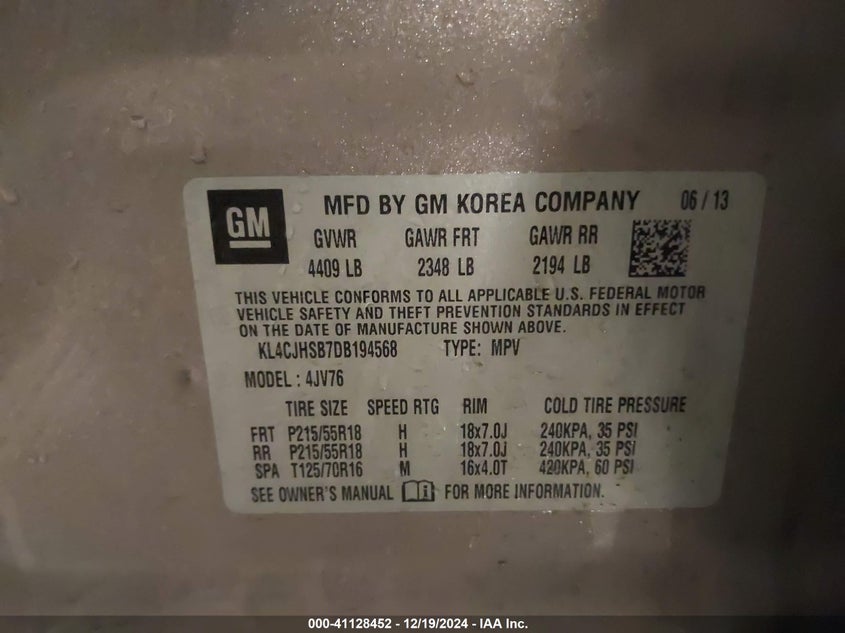 GM
MFD BY GM KOREA COMPANY 06 / 13
GVWR GAWR FRT GAWR RR
4409 LB 2348 LB 2194 LB
THIS VEHICLE CONFORMS TO ALL APPLICABLE U.S. FEDERAL MOTOR
VEHICLE SAFETY AND THEFT PREVENTION STANDARDS IN EFFECT
ON THE DATE OF MANUFACTURE SHOWN ABOVE.
KL4CJHSB7DB194568 TYPE: MPV
MODEL : 4JV76
TIRE SIZE SPEED RTG RIM COLD TIRE PRESSURE
FRT P215/55R18 H 18x7.0J 240KPA, 35 PSI
RR P215/55R18 H 18x7.0J 240KPA, 35 PSI
SPA T125/70R16 M 16x4.0T 420KPA, 60 PSI
SEE OWNER'S MANUAL i FOR MORE INFORMATION.
000-41128452 - 12/19/2024 - IAA Inc.